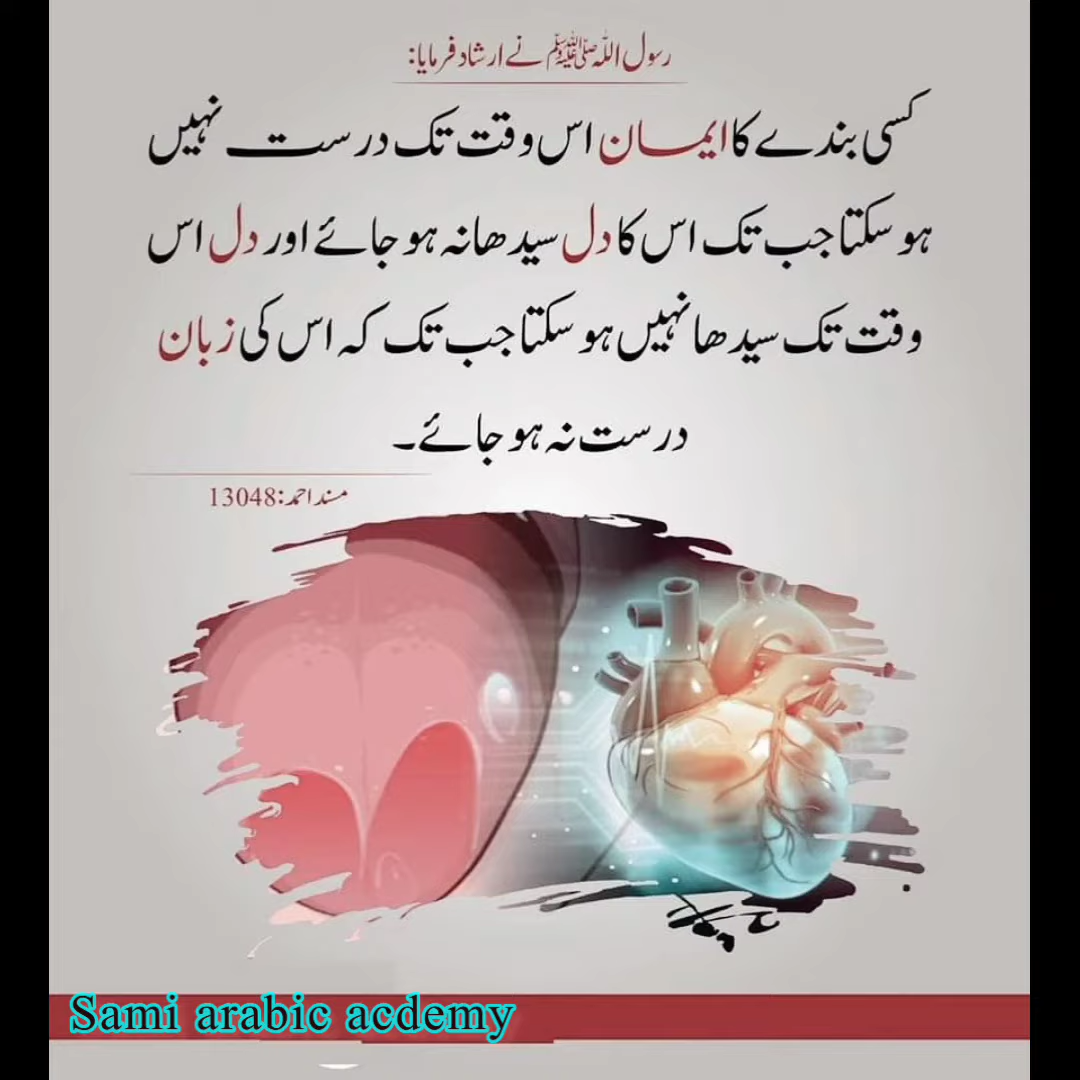 رسول اللہ ﷺ نے ارشاد فرمایا:
کسی بندے کا ایمان اس وقت تک درست نہیں
ہو سکتا جب تک اس کا دل سیدھا نہ ہو جائے اور دل اس
وقت تک سیدھا نہیں ہو سکتا جب تک کہ اس کی زبان
درست نہ ہو جائے۔
مسند احمد: 13048
Sami arabic acdemy